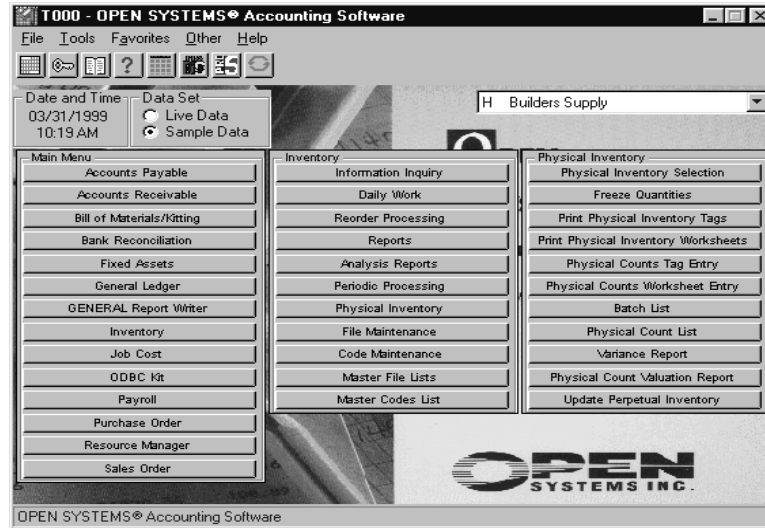 T000 - OPEN SYSTEMS® Accounting Software
File Tools Favorites Other Help
Date and Time
03/31/1999
10:19 AM
Data Set
Live Data
Sample Data
H Builders Supply
Main Menu
Accounts Payable
Accounts Receivable
Bill of Materials/Kitting
Bank Reconciliation
Fixed Assets
General Ledger
GENERAL Report Writer
Inventory
Job Cost
ODBC Kit
Payroll
Purchase Order
Resource Manager
Sales Order
Inventory
Information Inquiry
Daily Work
Reorder Processing
Reports
Analysis Reports
Periodic Processing
Physical Inventory
File Maintenance
Code Maintenance
Master File Lists
Master Codes List
Physical Inventory
Physical Inventory Selection
Freeze Quantities
Print Physical Inventory Tags
Print Physical Inventory Worksheets
Physical Counts Tag Entry
Physical Counts Worksheet Entry
Batch List
Physical Count List
Variance Report
Physical Count Valuation Report
Update Perpetual Inventory
OPEN
SYSTEMS INC.
OPEN SYSTEMS® Accounting Software